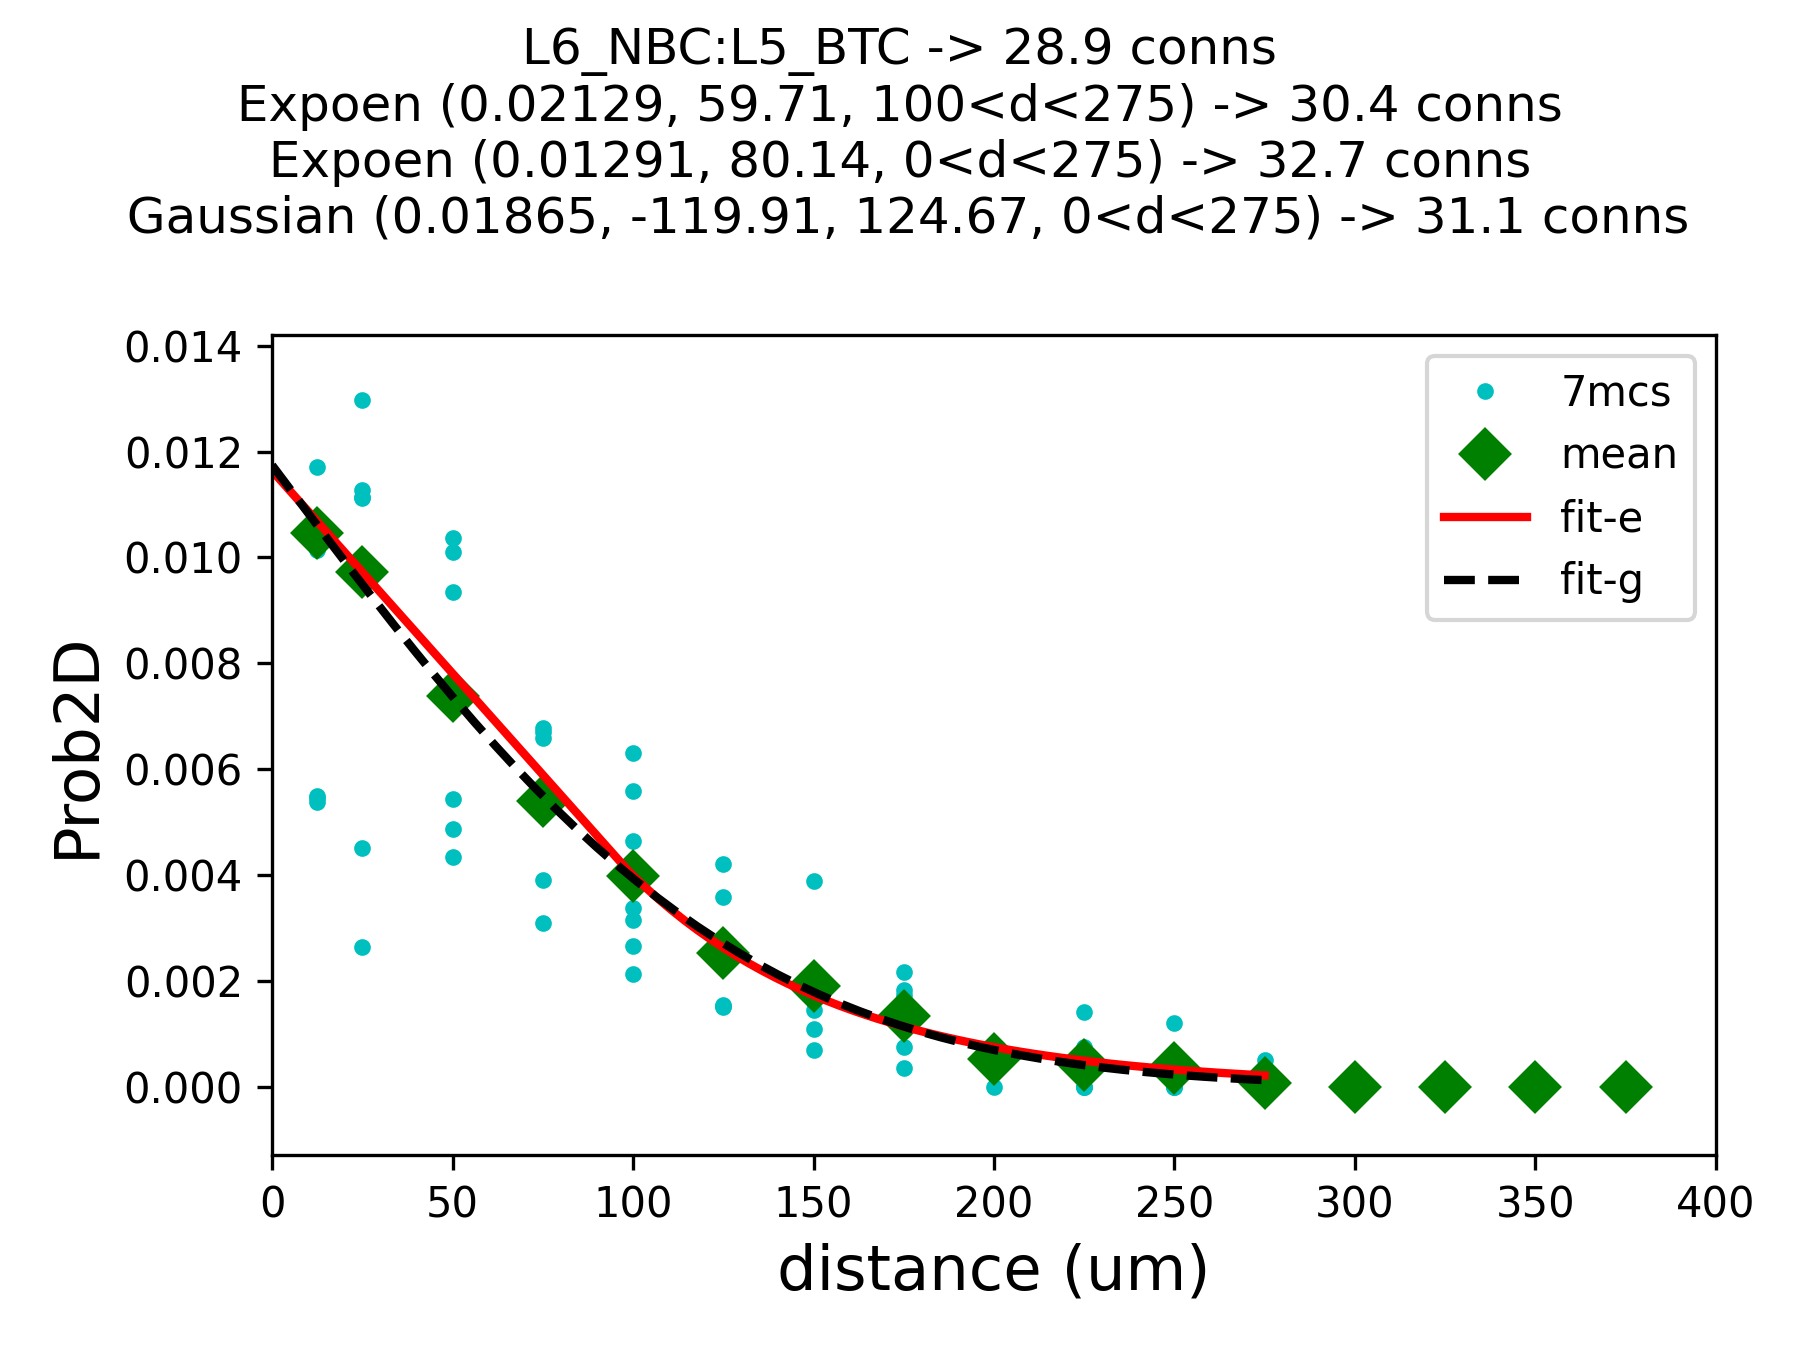 L6_NBC:L5_BTC -> 28.9 conns
Expoen (0.02129, 59.71, 100<d<275) -> 30.4 conns
Expoen (0.01291, 80.14, 0<d<275) -> 32.7 conns
Gaussian (0.01865, -119.91, 124.67, 0<d<275) -> 31.1 conns
0.014
0.012
0.010
0.008
0.006
0.004
0.002
0.000
Prob2D
7mcs
mean
fit-e
fit-g
0 50 100 150 200 250 300 350 400
distance (um)